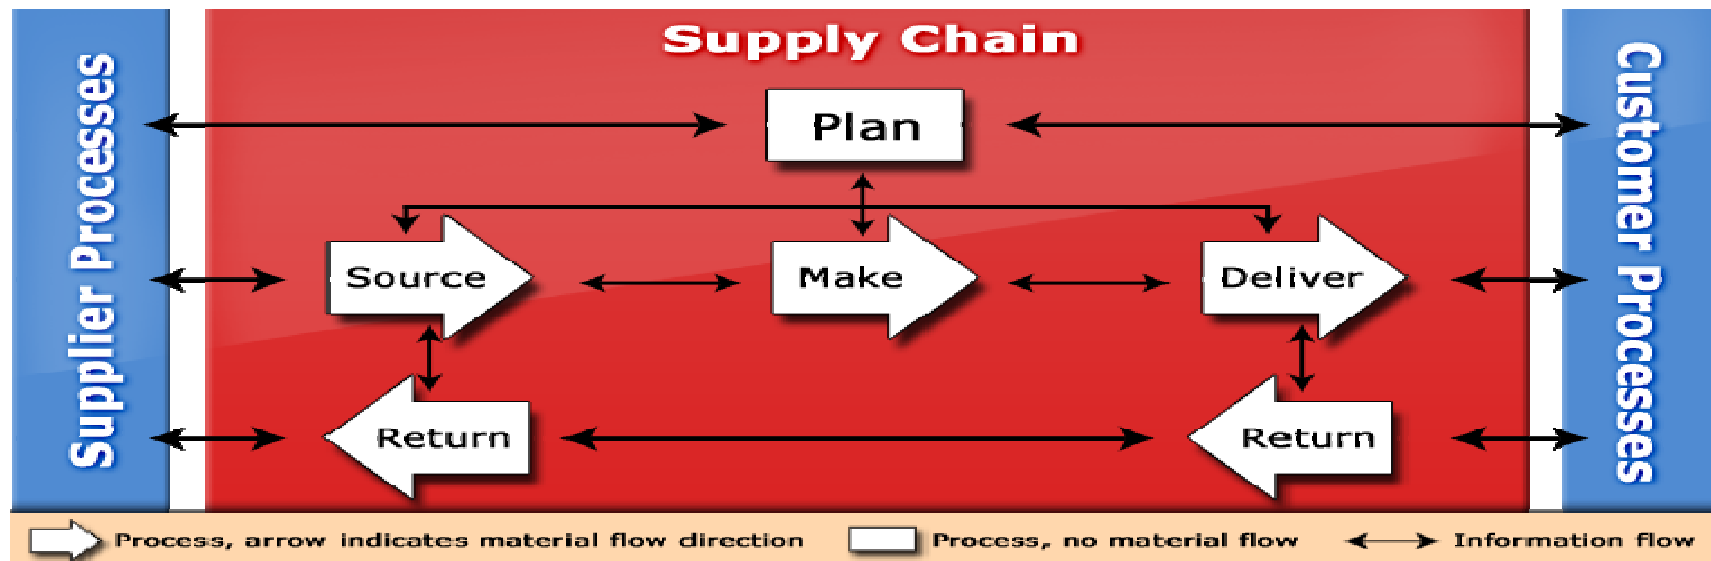 Supply Chain
Supplier Processes
Plan
Customer Processes
Source
Make
Deliver
Return
Return
Process, arrow indicates material flow direction
Process, no material flow
Information flow